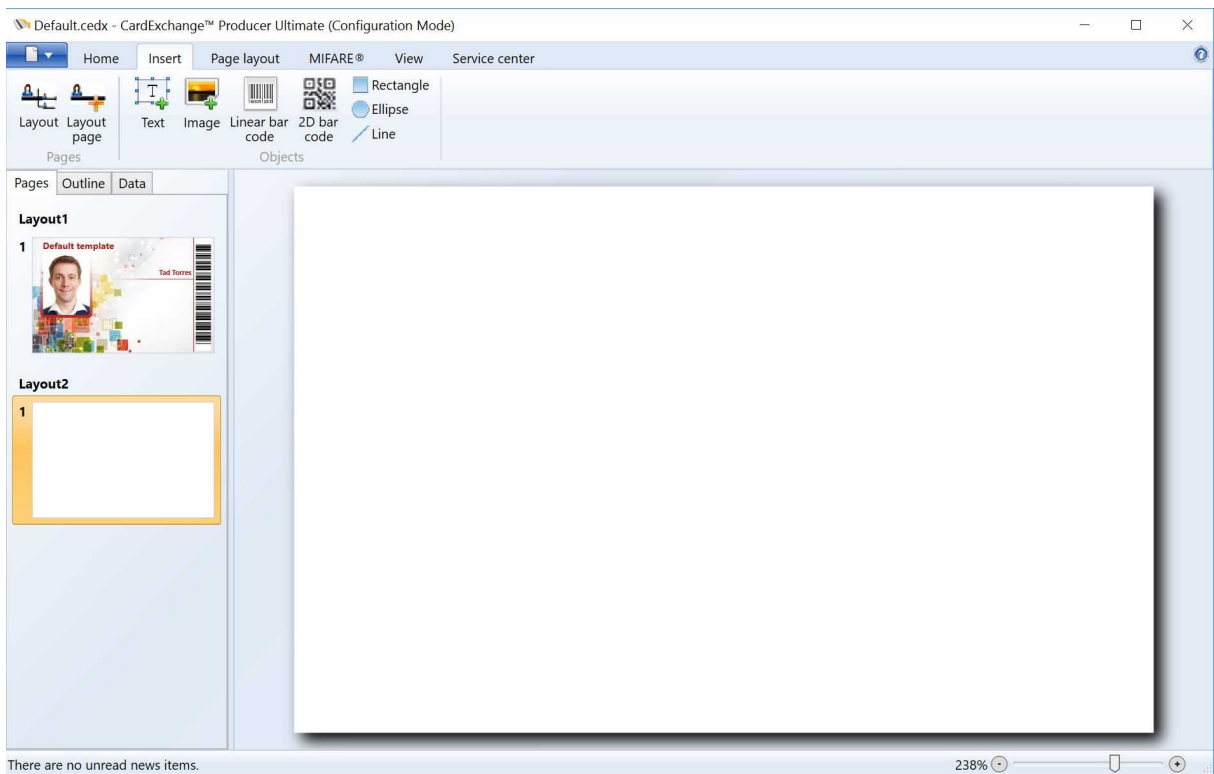 Default.cedx - CardExchange™ Producer Ultimate (Configuration Mode)
Home Insert Page layout MIFARE® View Service center
Layout Layout page Text Image Linear bar code 2D bar code
Rectangle
Ellipse
Line
Pages Objects
Pages Outline Data
Layout1
1
Default template
Tad Torres
Layout2
1
There are no unread news items. 238%